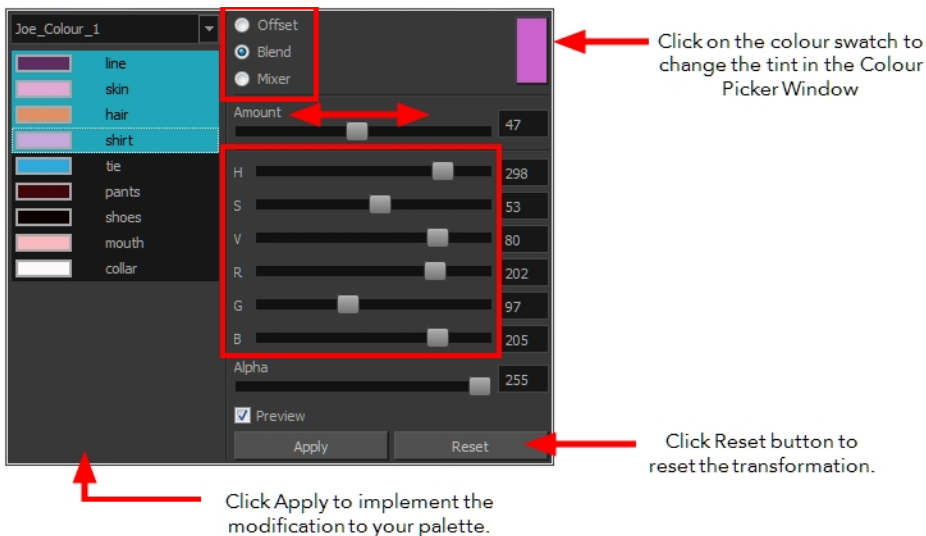 Joe_Colour_1
line
skin
hair
shirt
tie
pants
shoes
mouth
collar
Offset
Blend
Mixer
Amount
47
H
298
S
53
V
80
R
202
G
97
B
205
Alpha
255
Preview
Apply
Reset
Click on the colour swatch to
change the tint in the Colour
Picker Window
Click Reset button to
reset the transformation.
Click Apply to implement the
modification to your palette.